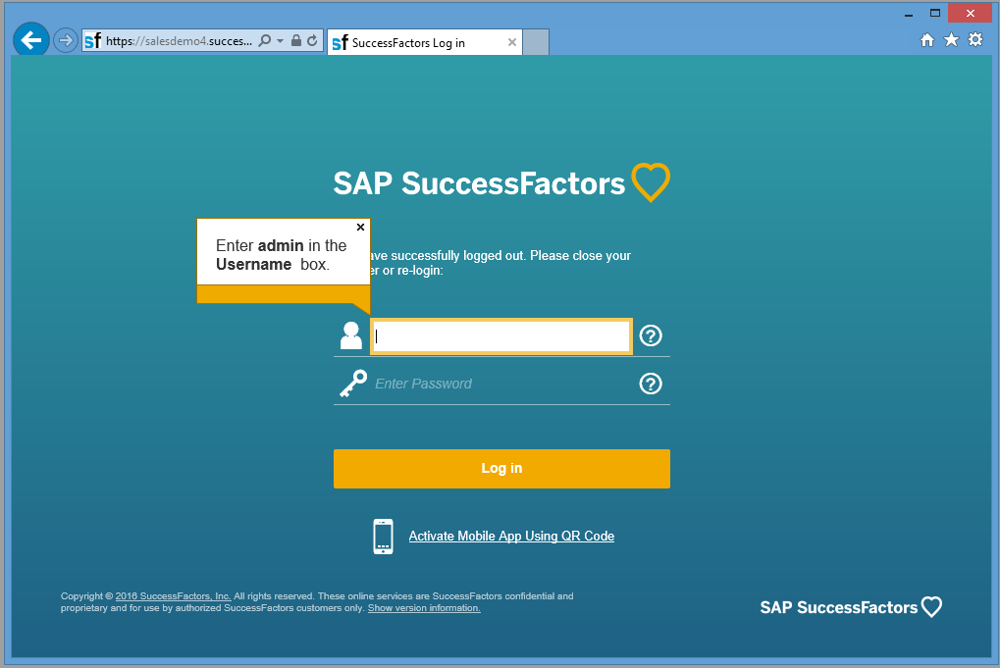 https://salesdemo4.succes...
SuccessFactors Log in
SAP SuccessFactors
Enter admin in the
Username box.
ave successfully logged out. Please close your
er or re-login:
Enter Password
Log in
Activate Mobile App Using QR Code
Copyright © 2016 SuccessFactors, Inc. All rights reserved. These online services are SuccessFactors confidential and
proprietary and for use by authorized SuccessFactors customers only. Show version information.
SAP SuccessFactors